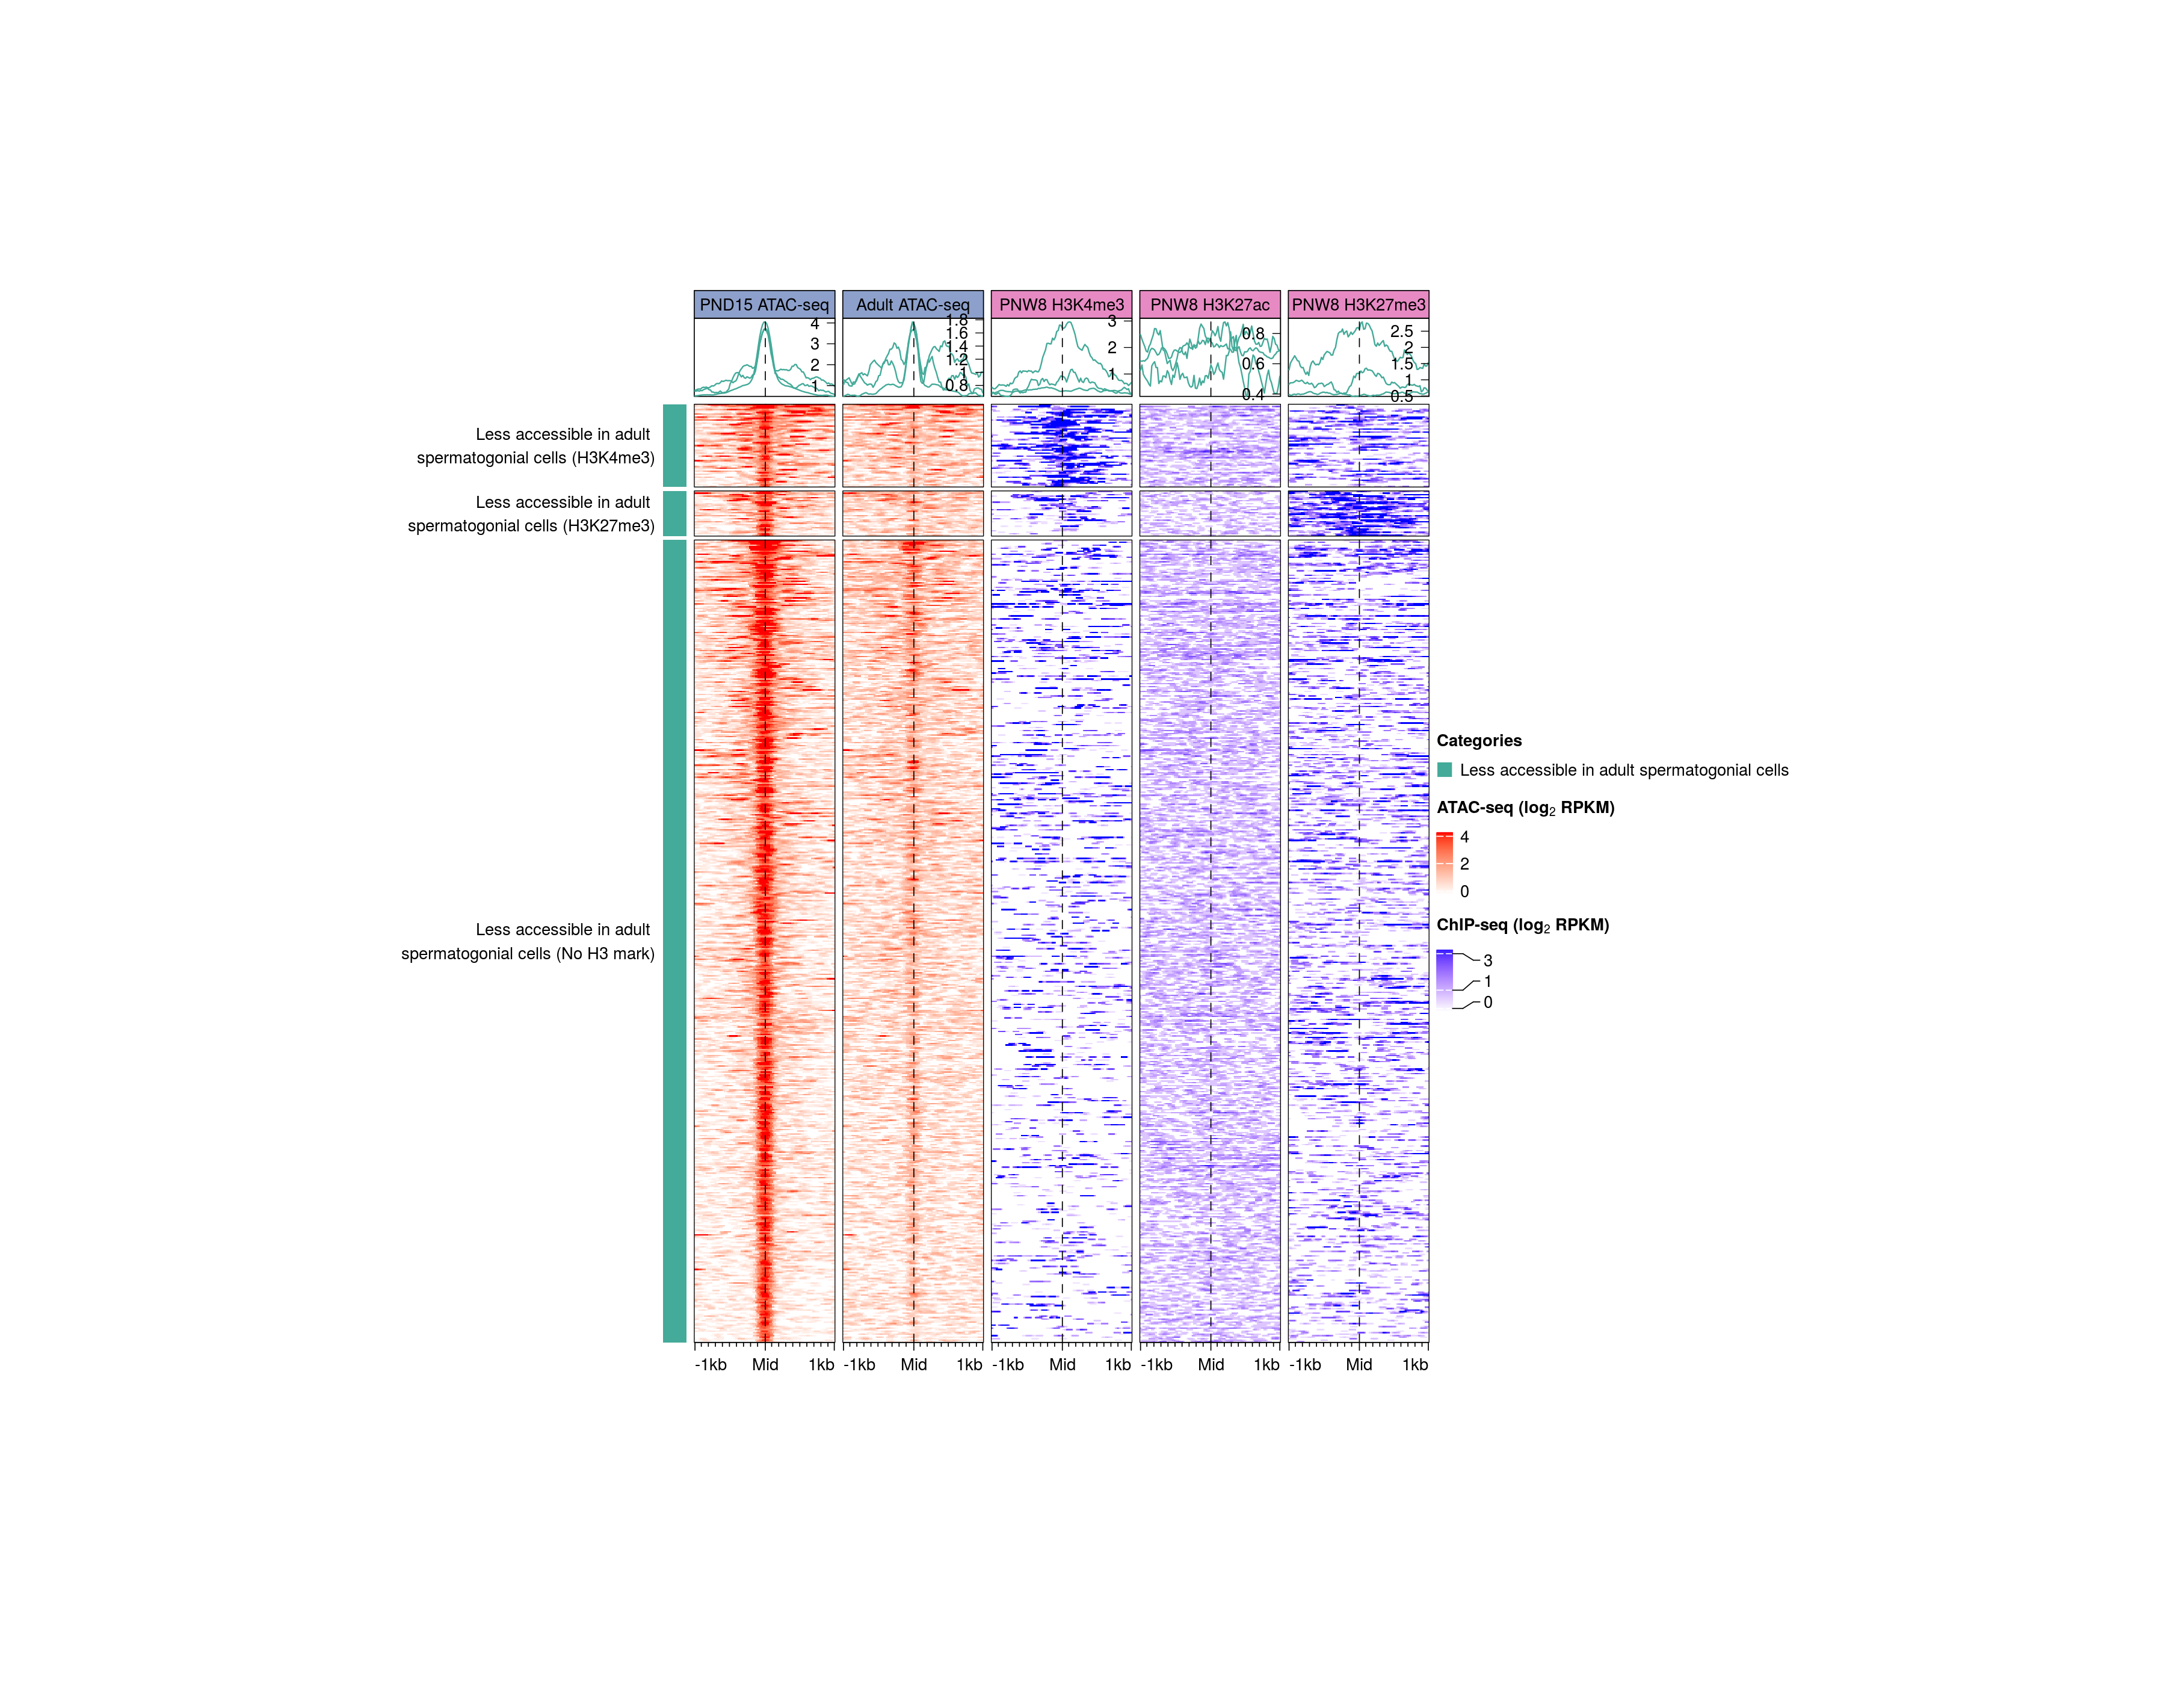 PND15 ATAC-seq
Adult ATAC-seq
PNW8 H3K4me3
PNW8 H3K27ac
PNW8 H3K27me3
4
3
2
1
1.8
1.6
1.4
1.2
1
0.8
3
2
1
0.8
0.6
0.4
2.5
2
1.5
1
0.5
Less accessible in adult
spermatogonial cells (H3K4me3)
Less accessible in adult
spermatogonial cells (H3K27me3)
Less accessible in adult
spermatogonial cells (No H3 mark)
-1kb Mid 1kb
-1kb Mid 1kb
-1kb Mid 1kb
-1kb Mid 1kb
-1kb Mid 1kb
Categories
Less accessible in adult spermatogonial cells
ATAC-seq (log₂ RPKM)
4
2
0
ChIP-seq (log₂ RPKM)
3
1
0